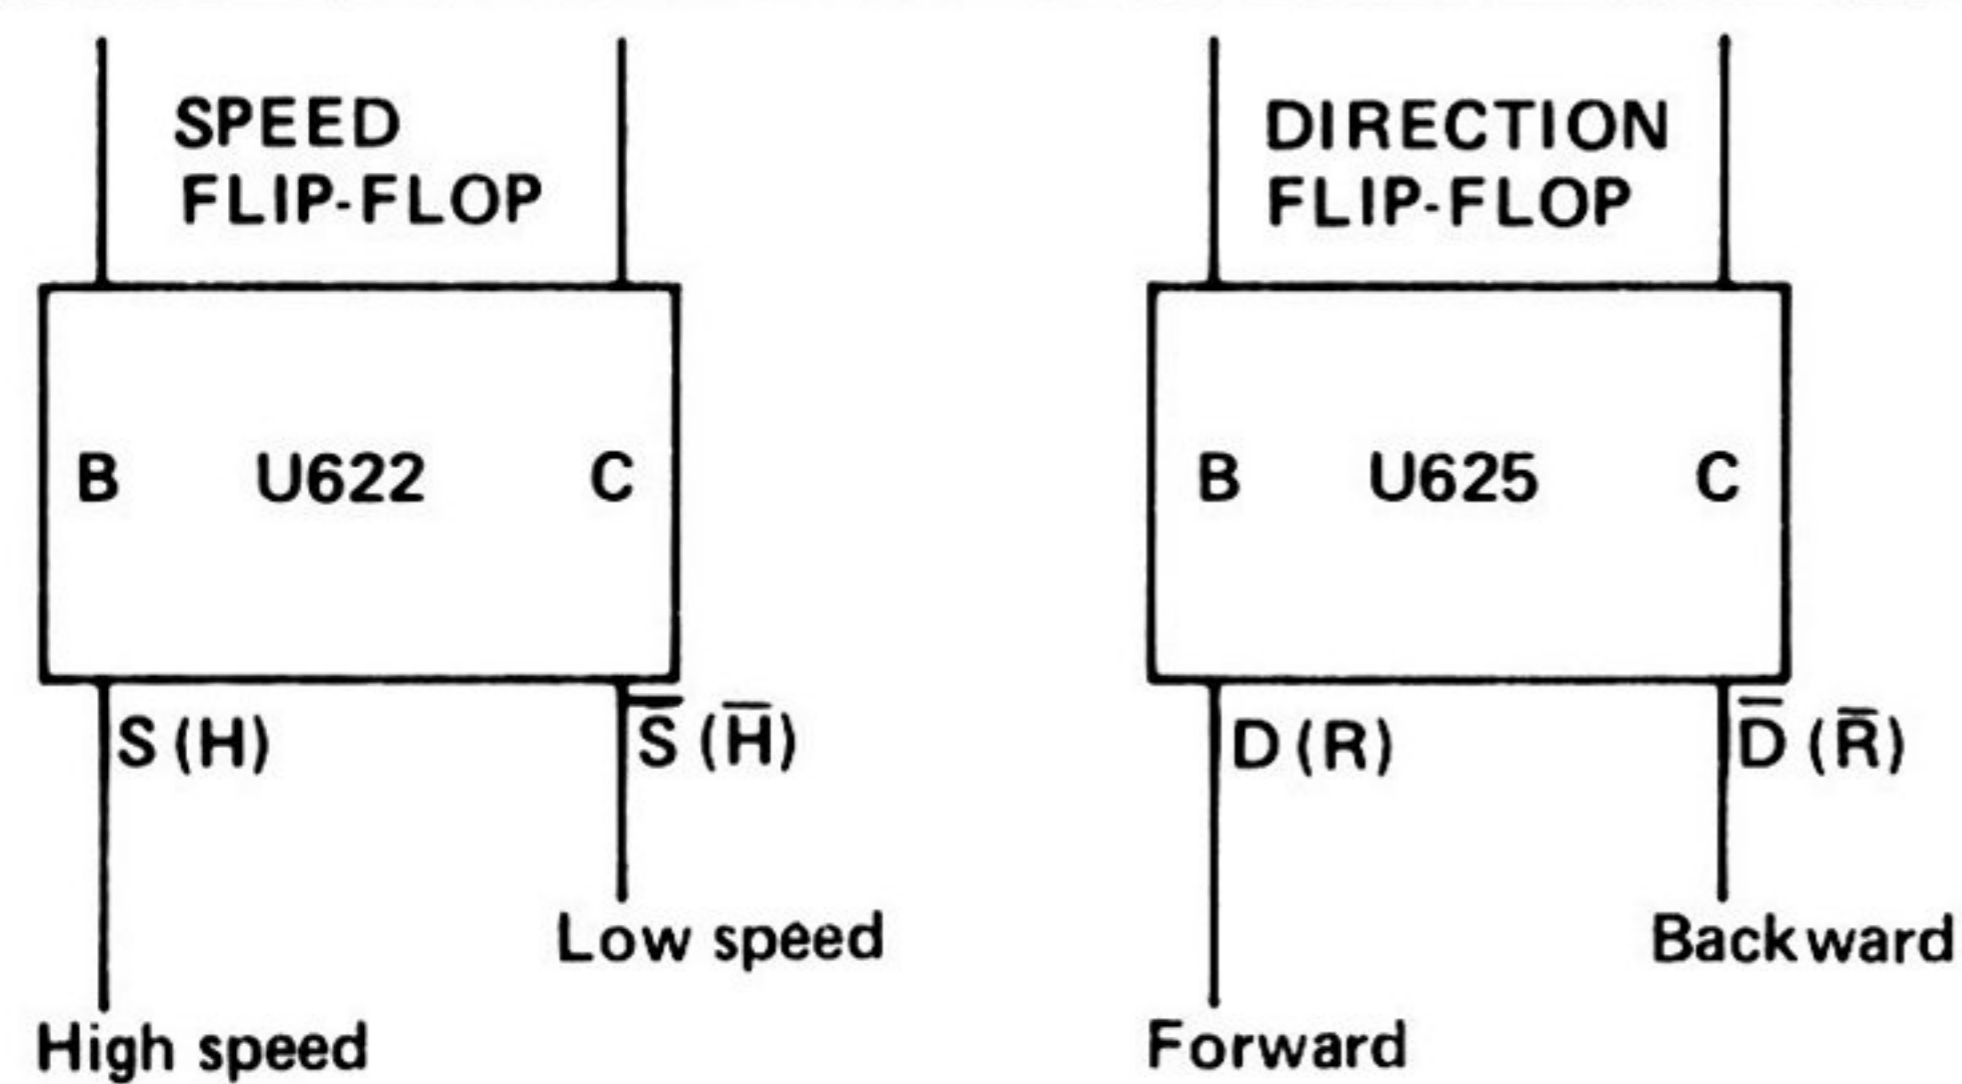 SPEED
FLIP-FLOP
B U622 C
S (H)
S̅ (H̅)
Low speed
High speed
DIRECTION
FLIP-FLOP
B U625 C
D (R)
D̅ (R̅)
Backward
Forward